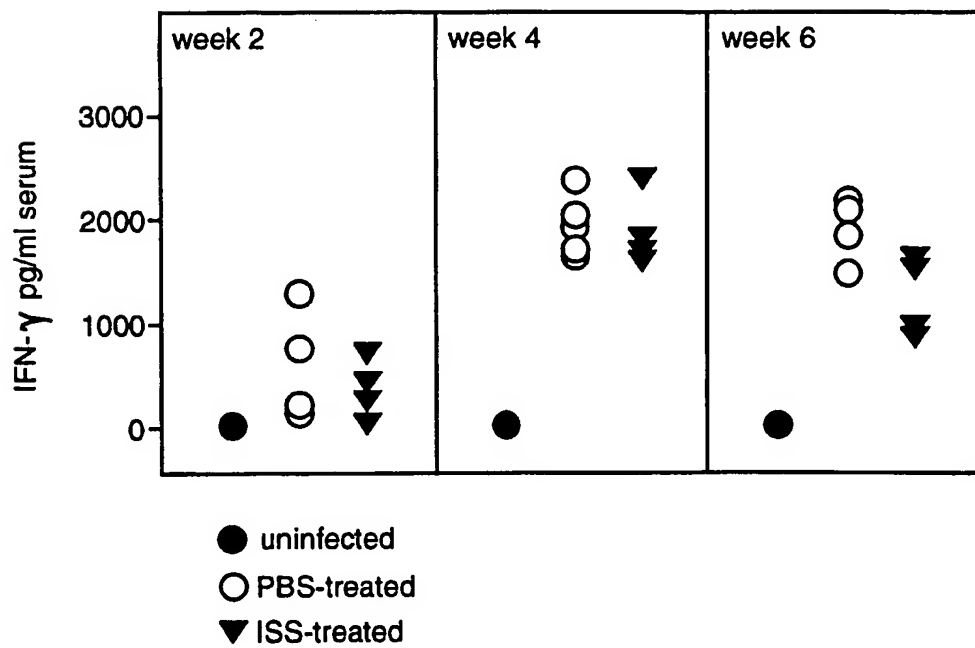 week 2
week 4
week 6
IFN-γ pg/ml serum
3000
2000
1000
0
uninfected
PBS-treated
ISS-treated